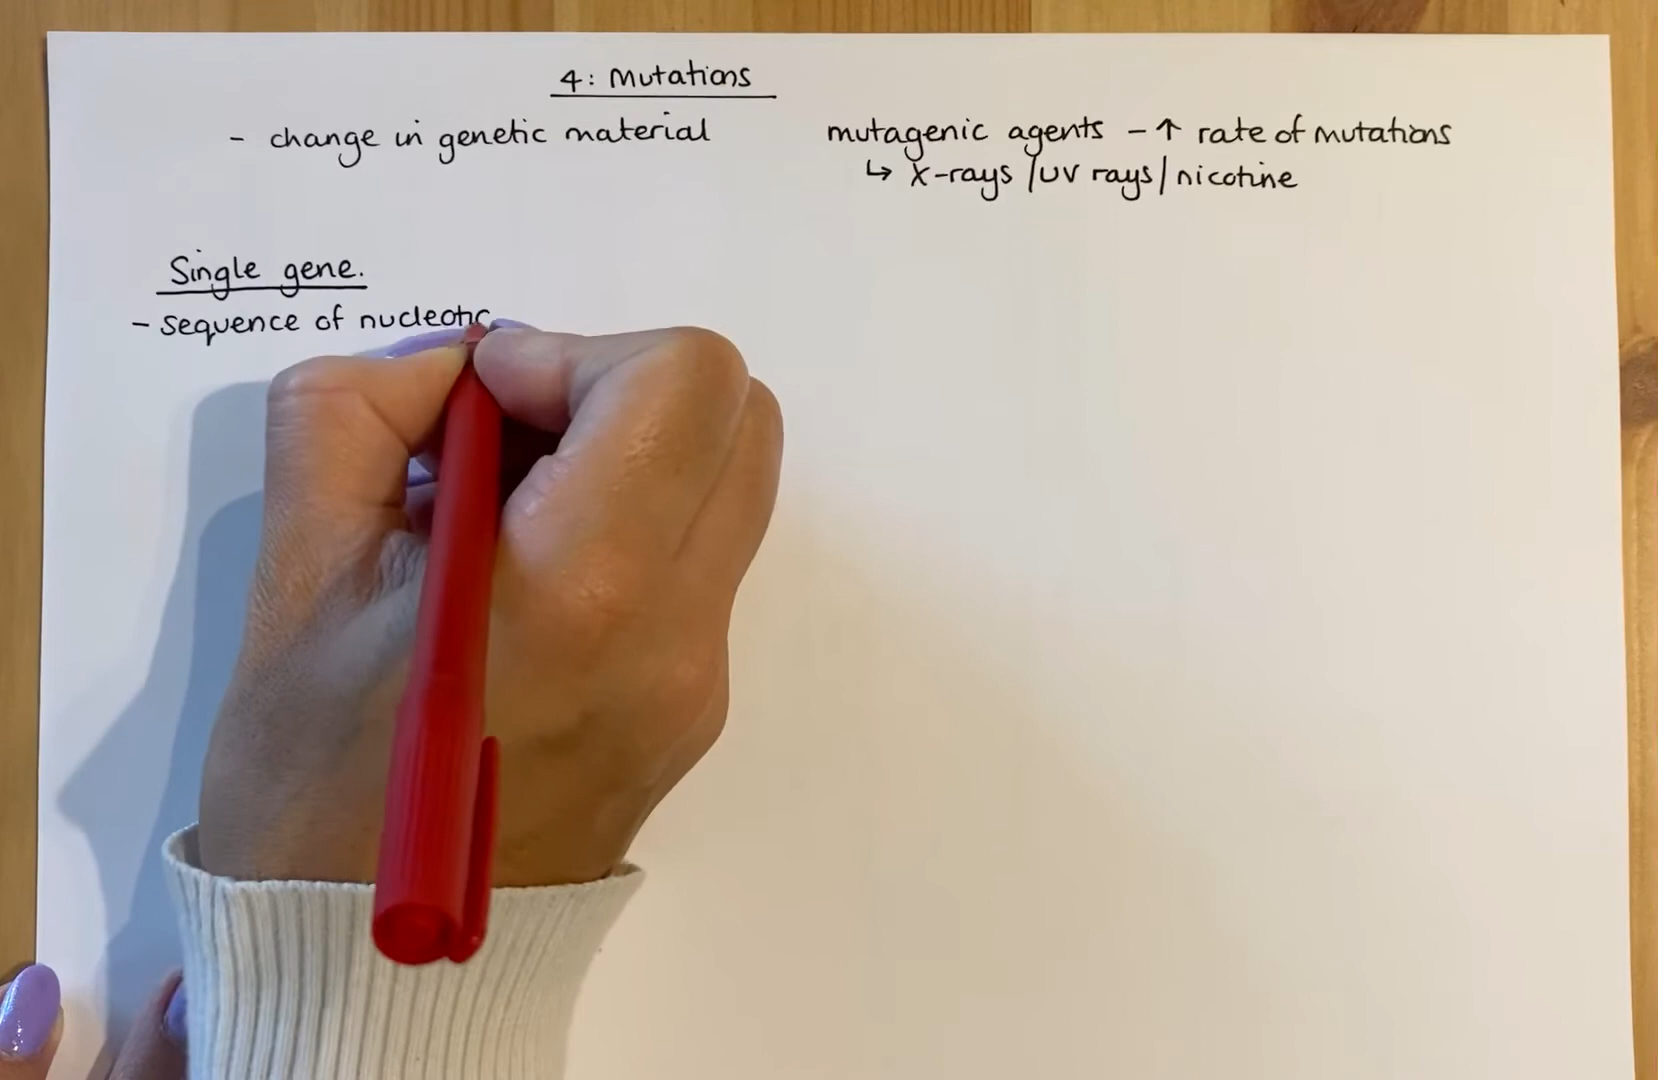 4: Mutations
- change in genetic material
mutagenic agents - ↑ rate of mutations
↳ X-rays / UV rays / nicotine
Single gene.
- sequence of nucleotic